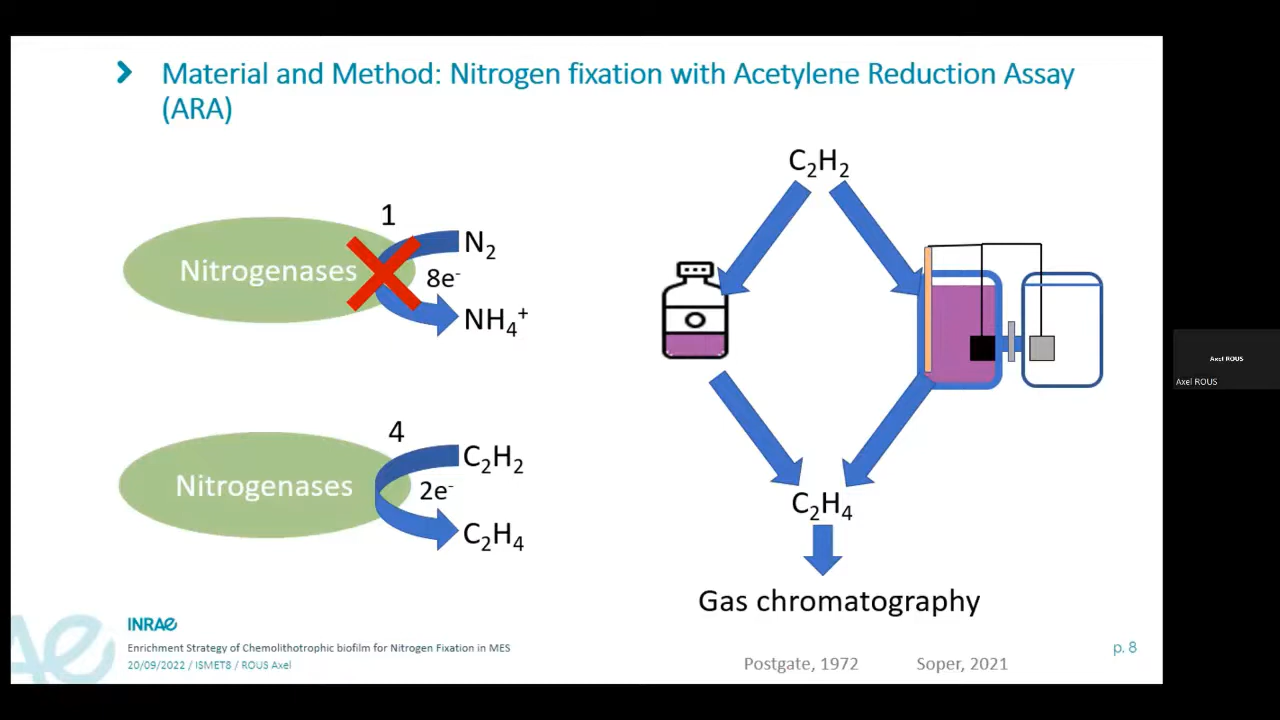 Material and Method: Nitrogen fixation with Acetylene Reduction Assay
(ARA)
1
Nitrogenases
N₂
8e⁻
NH₄⁺
4
Nitrogenases
C₂H₂
2e⁻
C₂H₄
C₂H₂
C₂H₄
Gas chromatography
INRAE
Enrichment Strategy of Chemolithotrophic biofilm for Nitrogen Fixation in MES
20/09/2022 / ISMET8 / ROUS Axel
Postgate, 1972
Soper, 2021
p. 8
Axel ROUS
Axel ROUS